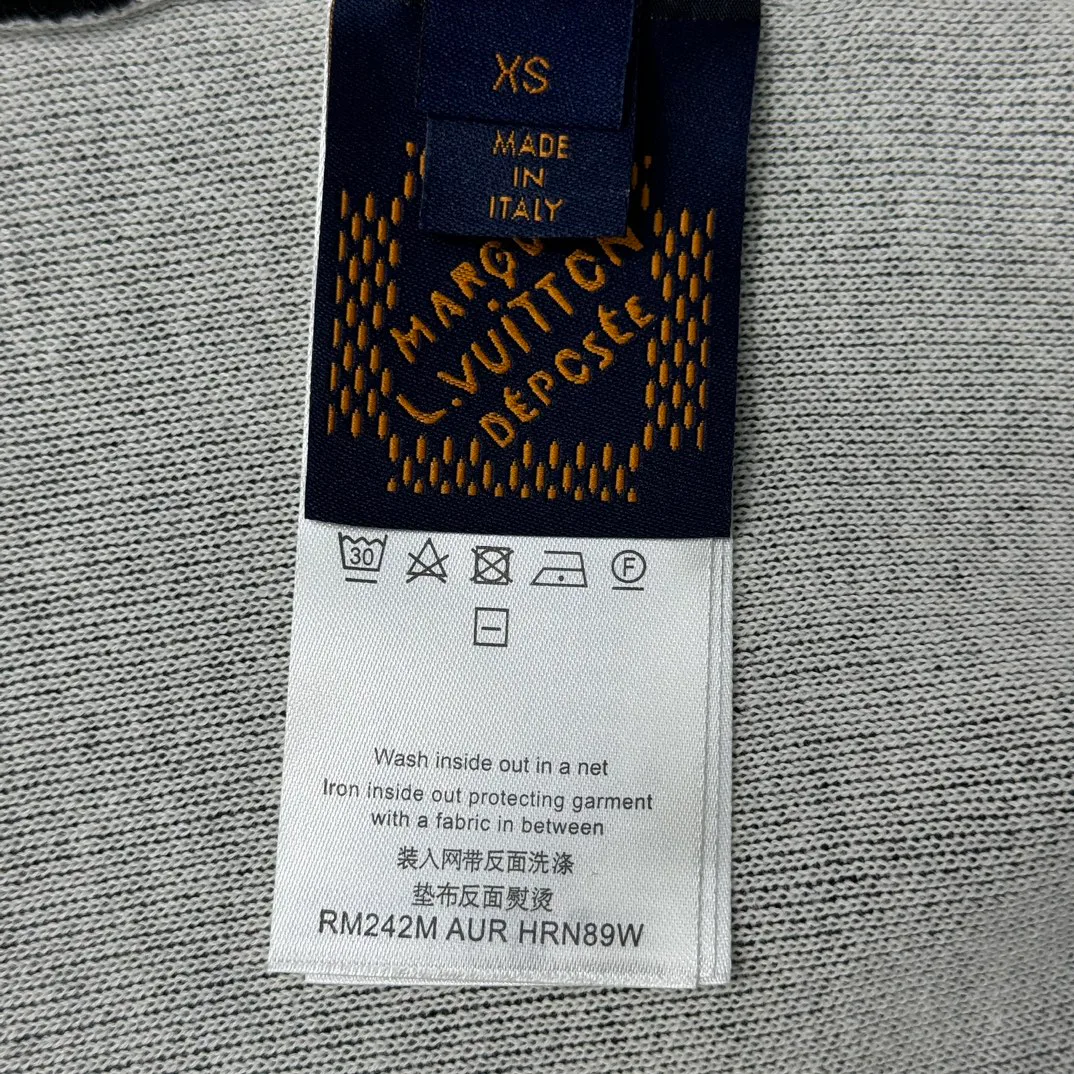 XS
MADE
IN
ITALY
L.VUITTON
DÉPOSÉE
30
F
Wash inside out in a net
Iron inside out protecting garment
with a fabric in between
装入网带反面洗涤
垫布反面熨烫
RM242M AUR HRN89W